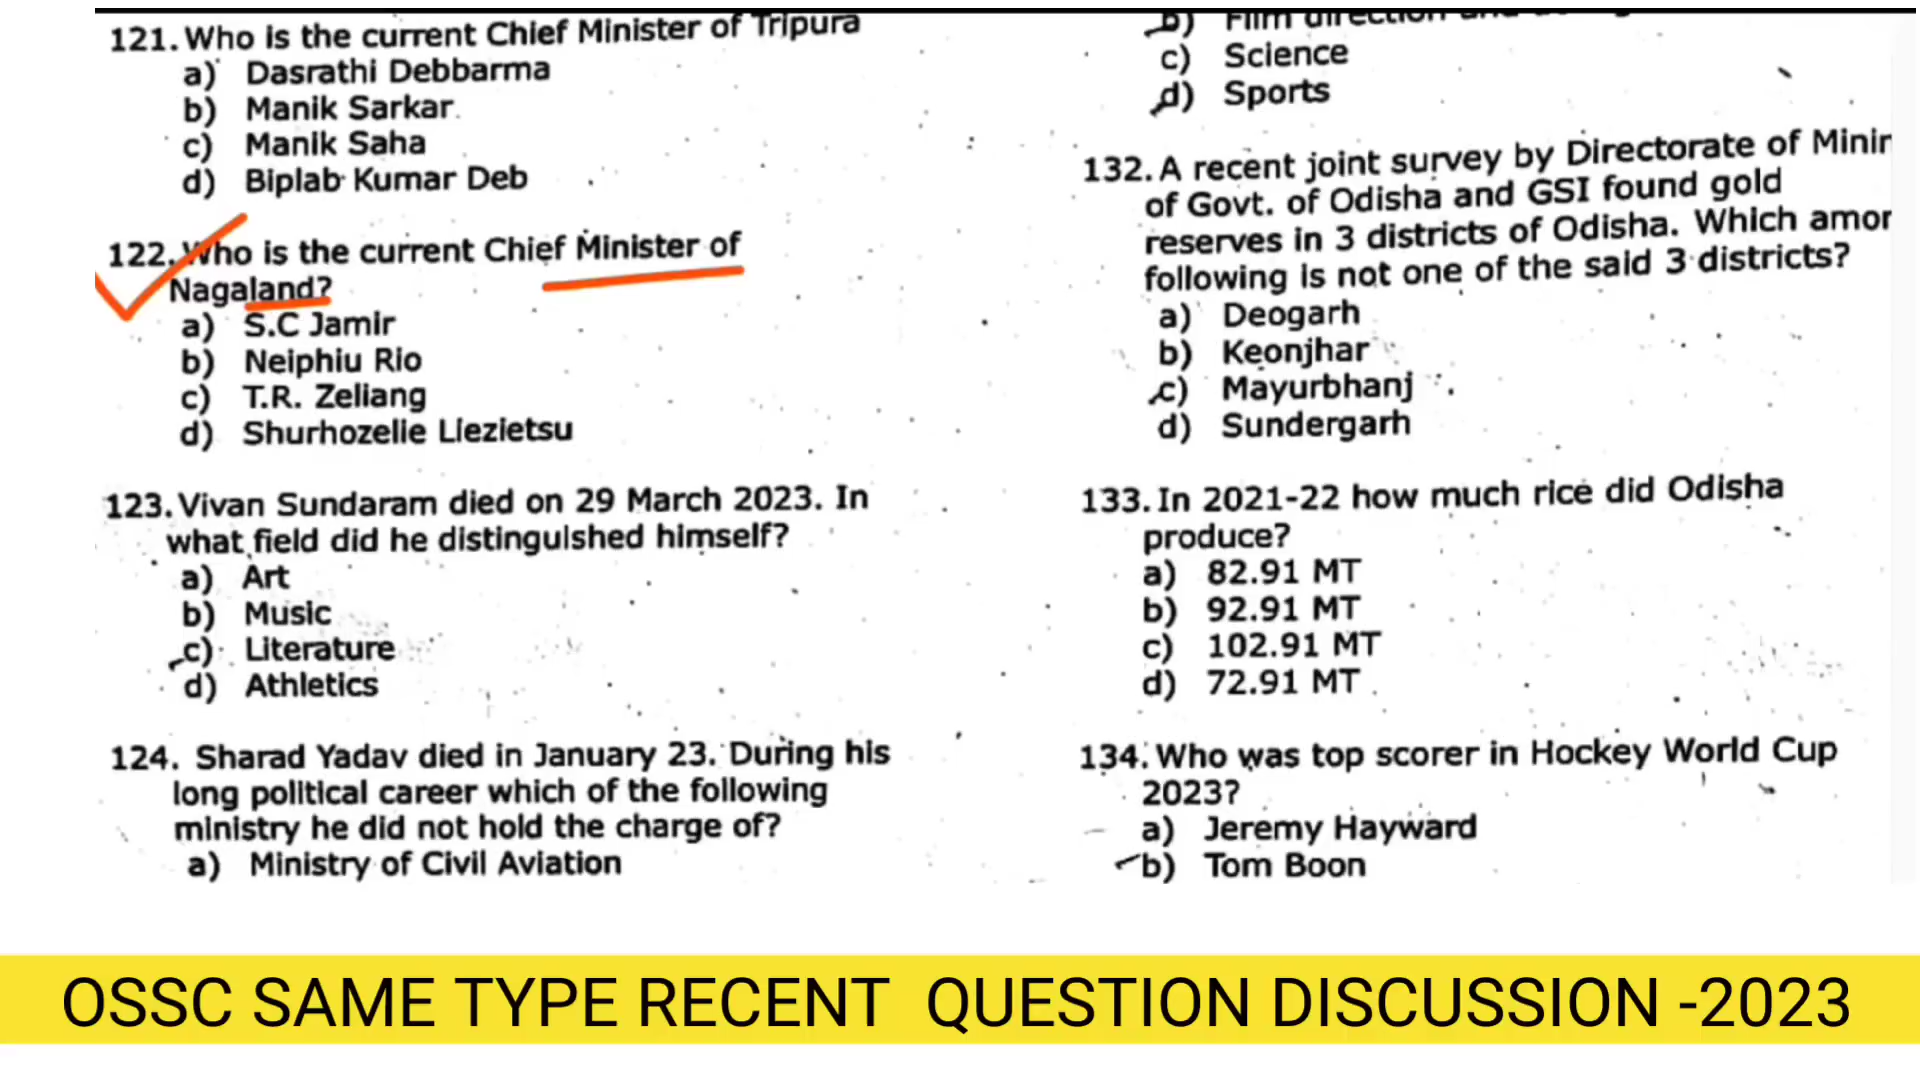 121. Who is the current Chief Minister of Tripura
a) Dasrathi Debbarma
b) Manik Sarkar
c) Manik Saha
d) Biplab Kumar Deb
122. Who is the current Chief Minister of
Nagaland?
a) S.C Jamir
b) Neiphiu Rio
c) T.R. Zeliang
d) Shurhozelie Liezietsu
123. Vivan Sundaram died on 29 March 2023. In
what field did he distinguished himself?
a) Art
b) Music
c) Literature
d) Athletics
124. Sharad Yadav died in January 23. During his
long political career which of the following
ministry he did not hold the charge of?
a) Ministry of Civil Aviation
b) Film direction and
c) Science
d) Sports
132. A recent joint survey by Directorate of Minin
of Govt. of Odisha and GSI found gold
reserves in 3 districts of Odisha. Which amon
following is not one of the said 3 districts?
a) Deogarh
b) Keonjhar
c) Mayurbhanj
d) Sundergarh
133. In 2021-22 how much rice did Odisha
produce?
a) 82.91 MT
b) 92.91 MT
c) 102.91 MT
d) 72.91 MT
134. Who was top scorer in Hockey World Cup
2023?
a) Jeremy Hayward
b) Tom Boon
OSSC SAME TYPE RECENT QUESTION DISCUSSION -2023